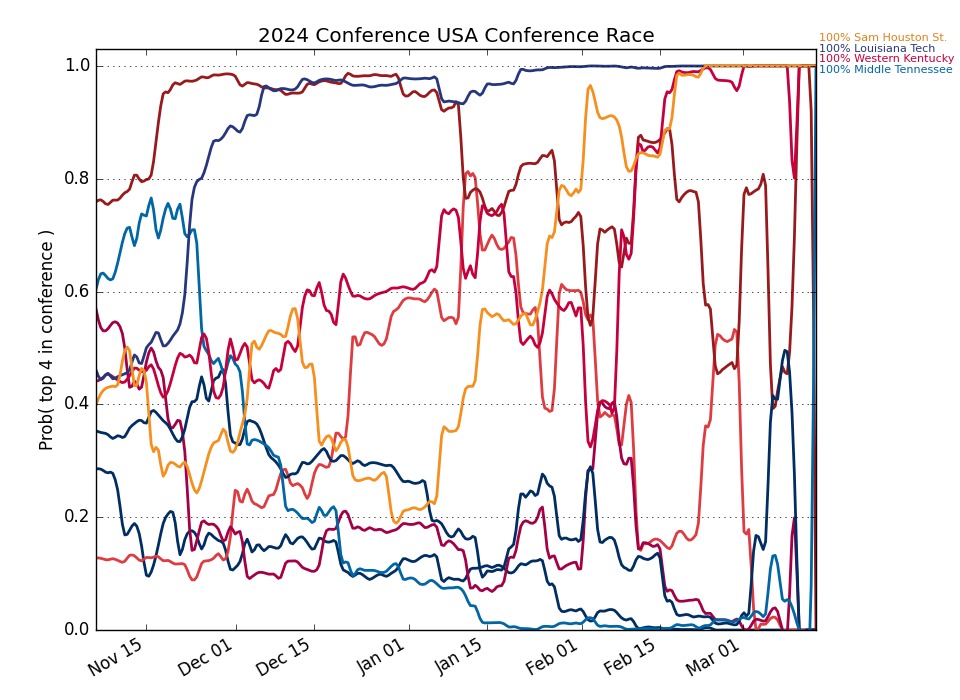 2024 Conference USA Conference Race
100% Sam Houston St.
100% Louisiana Tech
100% Western Kentucky
100% Middle Tennessee
Prob( top 4 in conference )
1.0
0.8
0.6
0.4
0.2
0.0
Nov 15
Dec 01
Dec 15
Jan 01
Jan 15
Feb 01
Feb 15
Mar 01